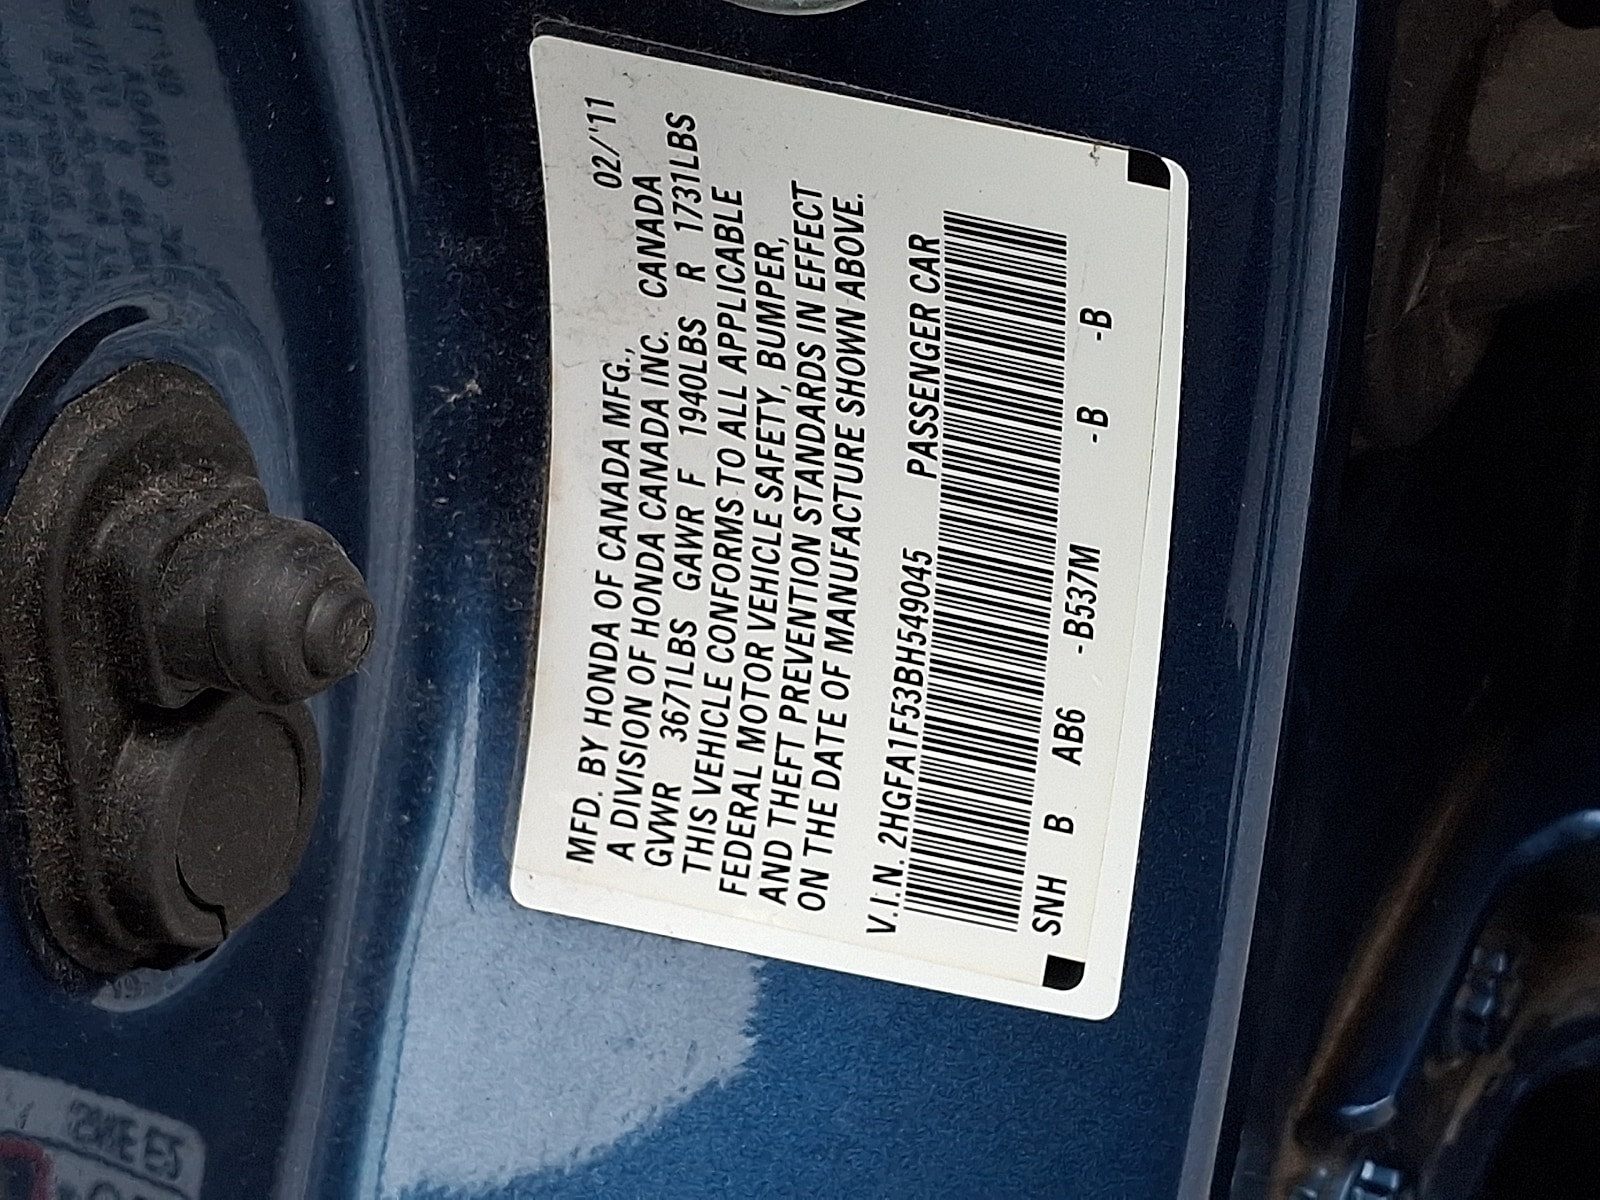 MFD. BY HONDA OF CANADA MFG., 02/'11
A DIVISION OF HONDA CANADA INC. CANADA
GVWR 3671LBS GAWR F 1940LBS R 1731LBS
THIS VEHICLE CONFORMS TO ALL APPLICABLE
FEDERAL MOTOR VEHICLE SAFETY, BUMPER,
AND THEFT PREVENTION STANDARDS IN EFFECT
ON THE DATE OF MANUFACTURE SHOWN ABOVE.
V.I.N. 2HGFA1F53BH549045 PASSENGER CAR
SNH B AB6 -B537M -B -B